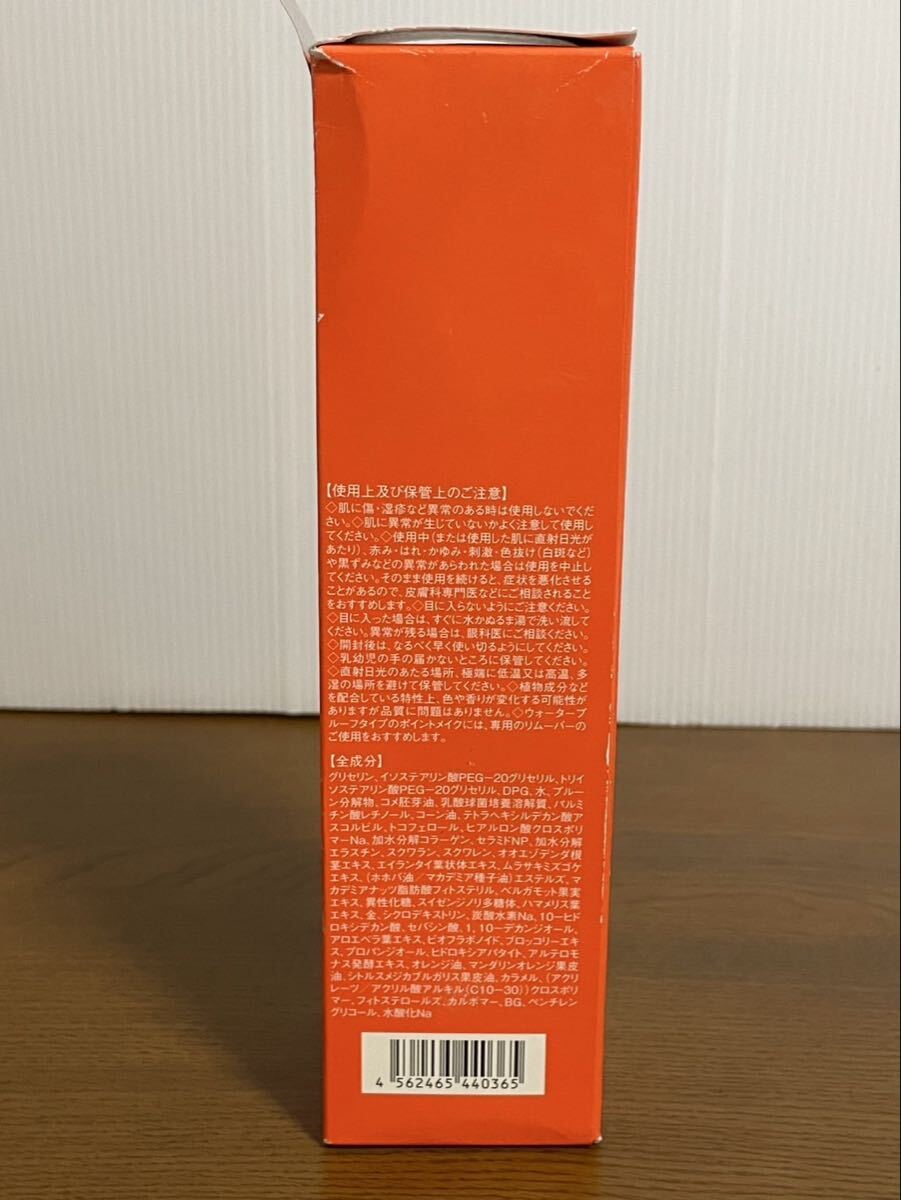 【使用上及び保管上のご注意】
◇肌に傷・湿疹など異常のある時は使用しないでくだ
さい。◇肌に異常が生じていないかよく注意して使用し
てください。◇使用中(または使用した肌に直射日光が
あたり)、赤み・はれ・かゆみ・刺激・色抜け(白斑など)
や黒ずみなどの異常があらわれた場合は使用を中止し
てください。そのまま使用を続けると、症状を悪化させる
ことがあるので、皮膚科専門医などにご相談されること
をおすすめします。◇目に入らないようにご注意ください。
◇目に入った場合は、すぐに水かぬるま湯で洗い流して
ください。異常が残る場合は、眼科医にご相談ください。
◇開封後は、なるべく早く使い切るようにしてください。
◇乳幼児の手の届かないところに保管してください。
◇直射日光のあたる場所、極端に低温又は高温、多
湿の場所を避けて保管してください。◇植物成分など
を配合している特性上、色や香りが変化する可能性が
ありますが品質に問題はありません。◇ウォータープ
ルーフタイプのポイントメイクには、専用のリムーバーの
ご使用をおすすめします。
【全成分】
グリセリン、イソステアリン酸PEG-20グリセリル、トリイ
ソステアリン酸PEG-20グリセリル、DPG、水、プルー
ン分解物、コメ胚芽油、乳酸球菌培養溶解質、パルミ
チン酸レチノール、コーン油、テトラヘキシルデカン酸ア
スコルビル、トコフェロール、ヒアルロン酸クロスポリ
マーNa、加水分解コラーゲン、セラミドNP、加水分解
エラスチン、スクワラン、スクワレン、オオエゾデンダ根
茎エキス、エイランタイ葉状体エキス、ムラサキミズゴケ
エキス、(ホホバ油/マカデミア種子油)エステルズ、マ
カデミアナッツ脂肪酸フィトステリル、ベルガモット果実
エキス、異性化糖、スイゼンジノリ多糖体、ハマメリス葉
エキス、金、シクロデキストリン、炭酸水素Na、10-ヒド
ロキシデカン酸、セバシン酸、1,10-デカンジオール、
アロエベラ葉エキス、ビオフラボノイド、ブロッコリーエキ
ス、プロパンジオール、ヒドロキシアパタイト、アルテロモ
ナス発酵エキス、オレンジ油、マンダリンオレンジ果皮
油、シトルスメジカブルガリス果皮油、カラメル、(アクリ
レーツ/アクリル酸アルキル(C10-30))クロスポリ
マー、フィトステロールズ、カルボマー、BG、ペンチレン
グリコール、水酸化Na
4 562465 440365